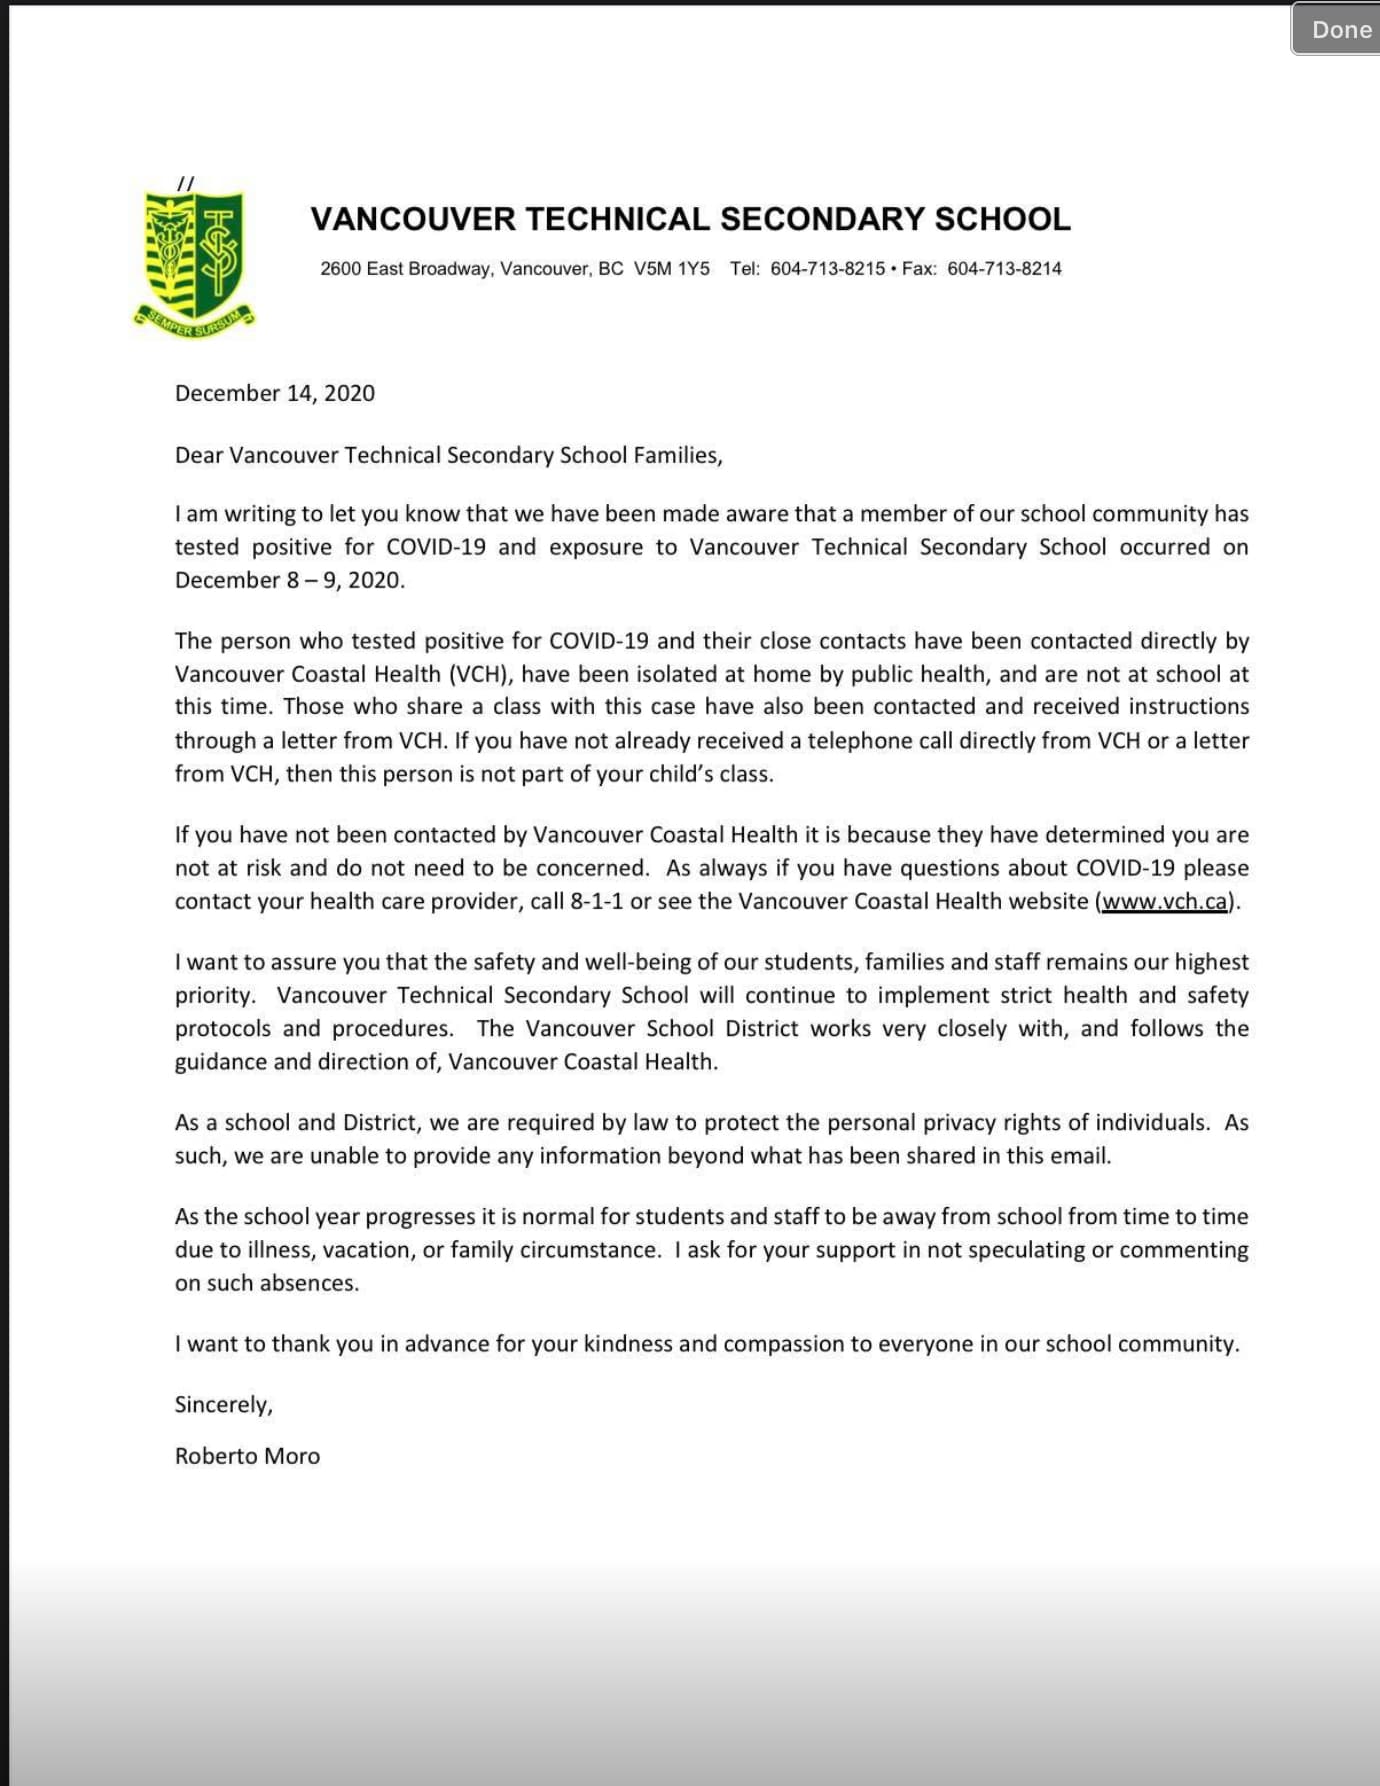 Done
//
VANCOUVER TECHNICAL SECONDARY SCHOOL
2600 East Broadway, Vancouver, BC  V5M 1Y5    Tel:  604-713-8215 • Fax:  604-713-8214
SEMPER SURSUM
December 14, 2020
Dear Vancouver Technical Secondary School Families,
I am writing to let you know that we have been made aware that a member of our school community has
tested positive for COVID-19 and exposure to Vancouver Technical Secondary School occurred on
December 8 – 9, 2020.
The person who tested positive for COVID-19 and their close contacts have been contacted directly by
Vancouver Coastal Health (VCH), have been isolated at home by public health, and are not at school at
this time. Those who share a class with this case have also been contacted and received instructions
through a letter from VCH. If you have not already received a telephone call directly from VCH or a letter
from VCH, then this person is not part of your child’s class.
If you have not been contacted by Vancouver Coastal Health it is because they have determined you are
not at risk and do not need to be concerned.  As always if you have questions about COVID-19 please
contact your health care provider, call 8-1-1 or see the Vancouver Coastal Health website (www.vch.ca).
I want to assure you that the safety and well-being of our students, families and staff remains our highest
priority.  Vancouver Technical Secondary School will continue to implement strict health and safety
protocols and procedures.  The Vancouver School District works very closely with, and follows the
guidance and direction of, Vancouver Coastal Health.
As a school and District, we are required by law to protect the personal privacy rights of individuals.  As
such, we are unable to provide any information beyond what has been shared in this email.
As the school year progresses it is normal for students and staff to be away from school from time to time
due to illness, vacation, or family circumstance.  I ask for your support in not speculating or commenting
on such absences.
I want to thank you in advance for your kindness and compassion to everyone in our school community.
Sincerely,
Roberto Moro